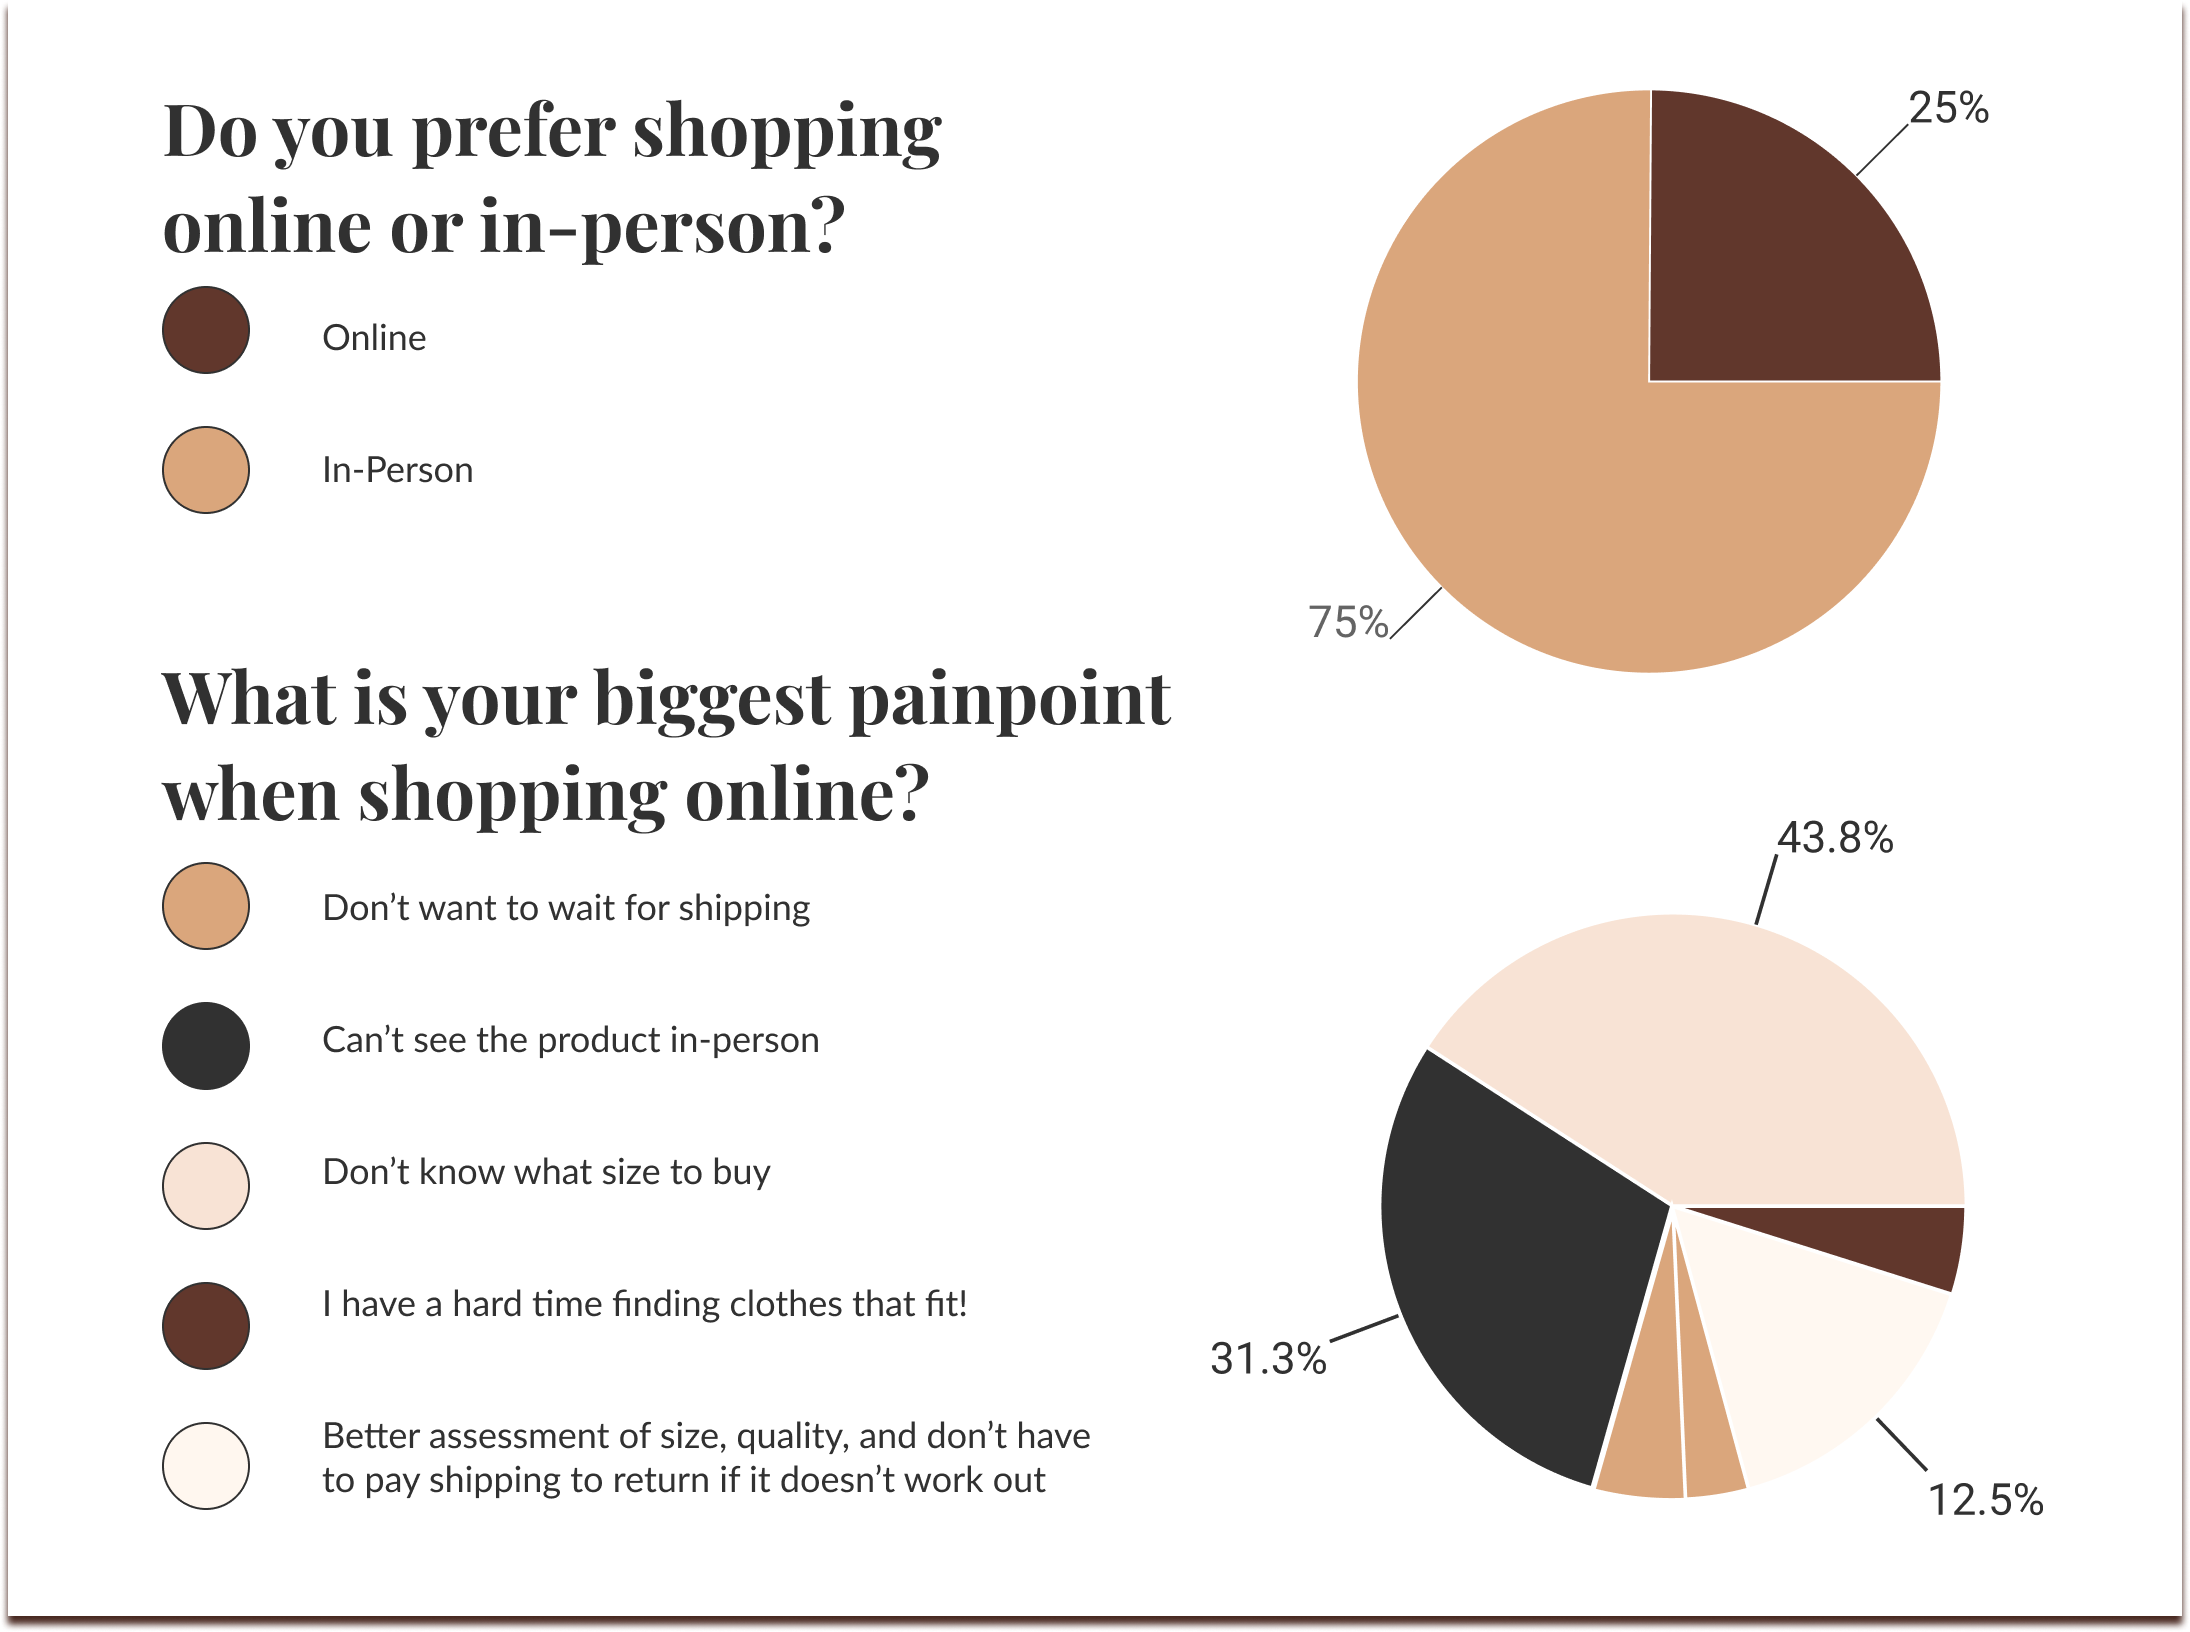 Do you prefer shopping
online or in-person?
Online
In-Person
25%
75%
What is your biggest painpoint
when shopping online?
Don’t want to wait for shipping
Can’t see the product in-person
Don’t know what size to buy
I have a hard time finding clothes that fit!
Better assessment of size, quality, and don’t have
to pay shipping to return if it doesn’t work out
43.8%
31.3%
12.5%